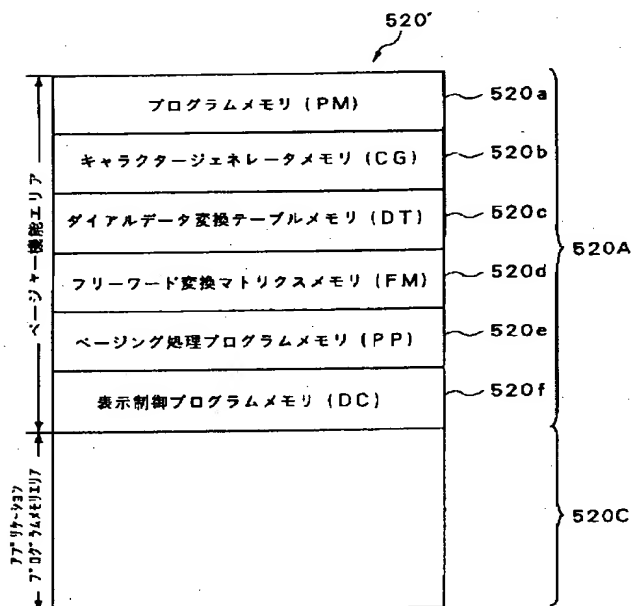 520'
プログラムメモリ (PM)
520a
キャラクタージェネレータメモリ (CG)
520b
ダイアルデータ変換テーブルメモリ (DT)
520c
フリーワード変換マトリクスメモリ (FM)
520d
ページング処理プログラムメモリ (PP)
520e
表示制御プログラムメモリ (DC)
520f
ページャー機能エリア
520A
アプリケーション
プログラムメモリエリア
520C